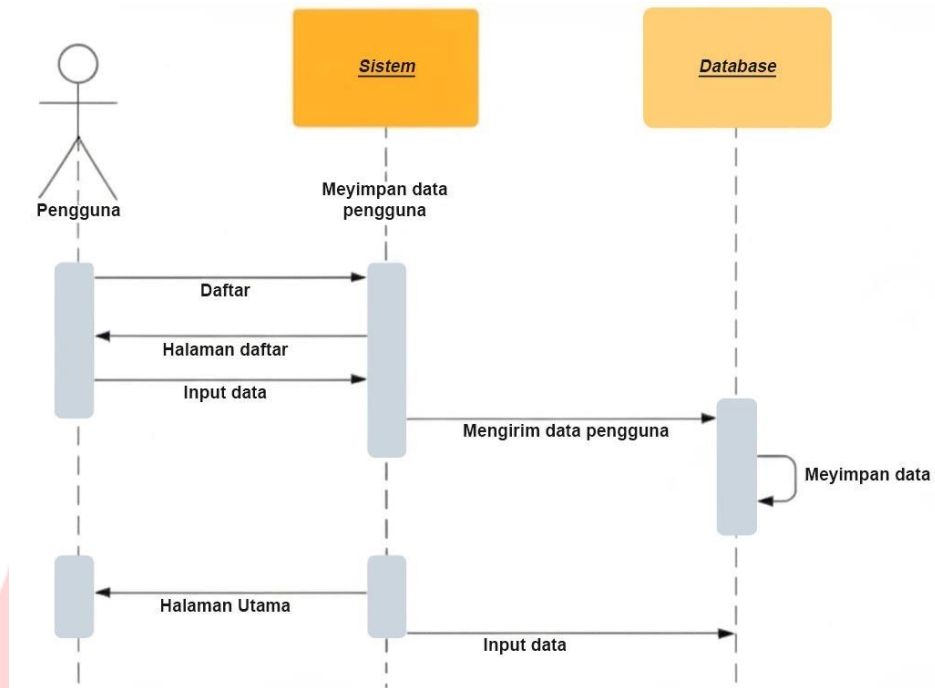 Sistem
Database
Pengguna
Meyimpan data
pengguna
Daftar
Halaman daftar
Input data
Mengirim data pengguna
Meyimpan data
Halaman Utama
Input data